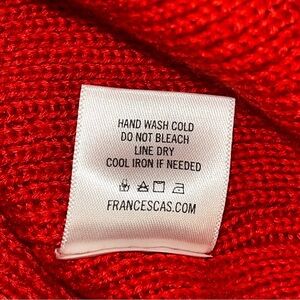 HAND WASH COLD
DO NOT BLEACH
LINE DRY
COOL IRON IF NEEDED
FRANCESCAS.COM